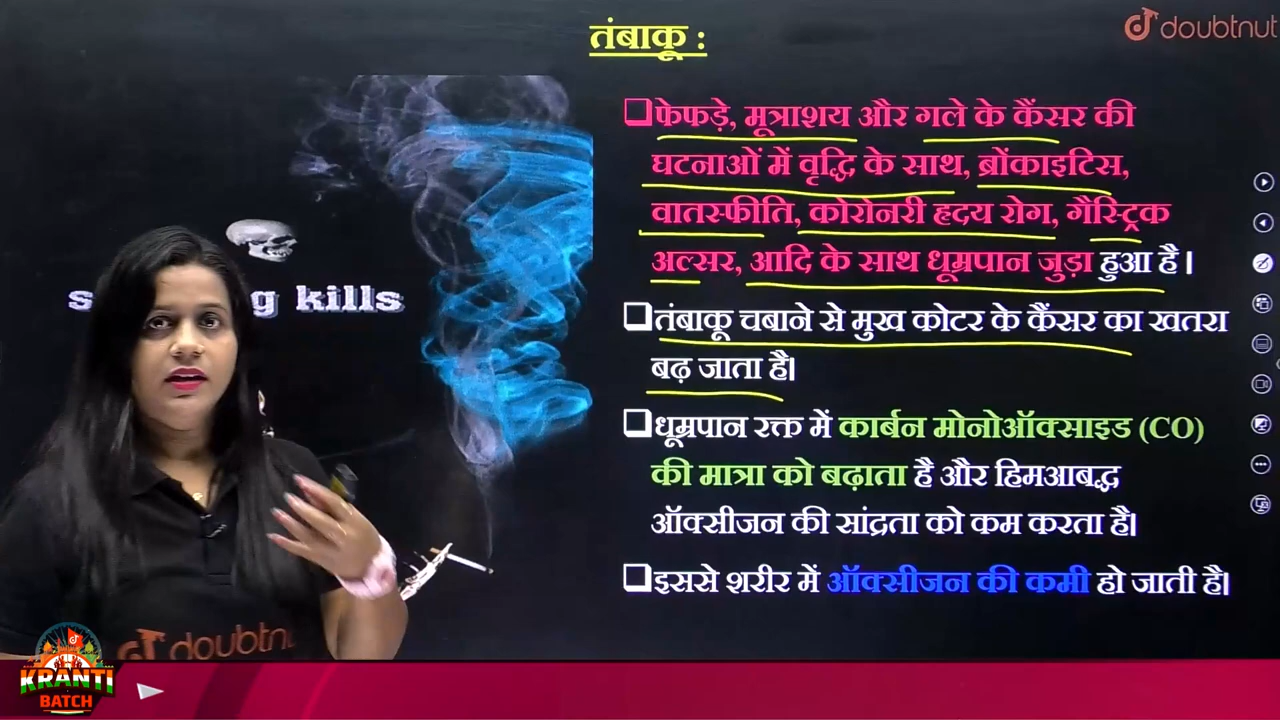 तंबाकू :
doubtnut
❑फेफड़े, मूत्राशय और गले के कैंसर की
घटनाओं में वृद्धि के साथ, ब्रोंकाइटिस,
वातस्फीति, कोरोनरी हृदय रोग, गैस्ट्रिक
अल्सर, आदि के साथ धूम्रपान जुड़ा हुआ है।
❑तंबाकू चबाने से मुख कोटर के कैंसर का खतरा
बढ़ जाता है।
❑धूम्रपान रक्त में कार्बन मोनोऑक्साइड (CO)
की मात्रा को बढ़ाता है और हिमआबद्ध
ऑक्सीजन की सांद्रता को कम करता है।
❑इससे शरीर में ऑक्सीजन की कमी हो जाती है।
kills
doubtnu
KRANTI
BATCH